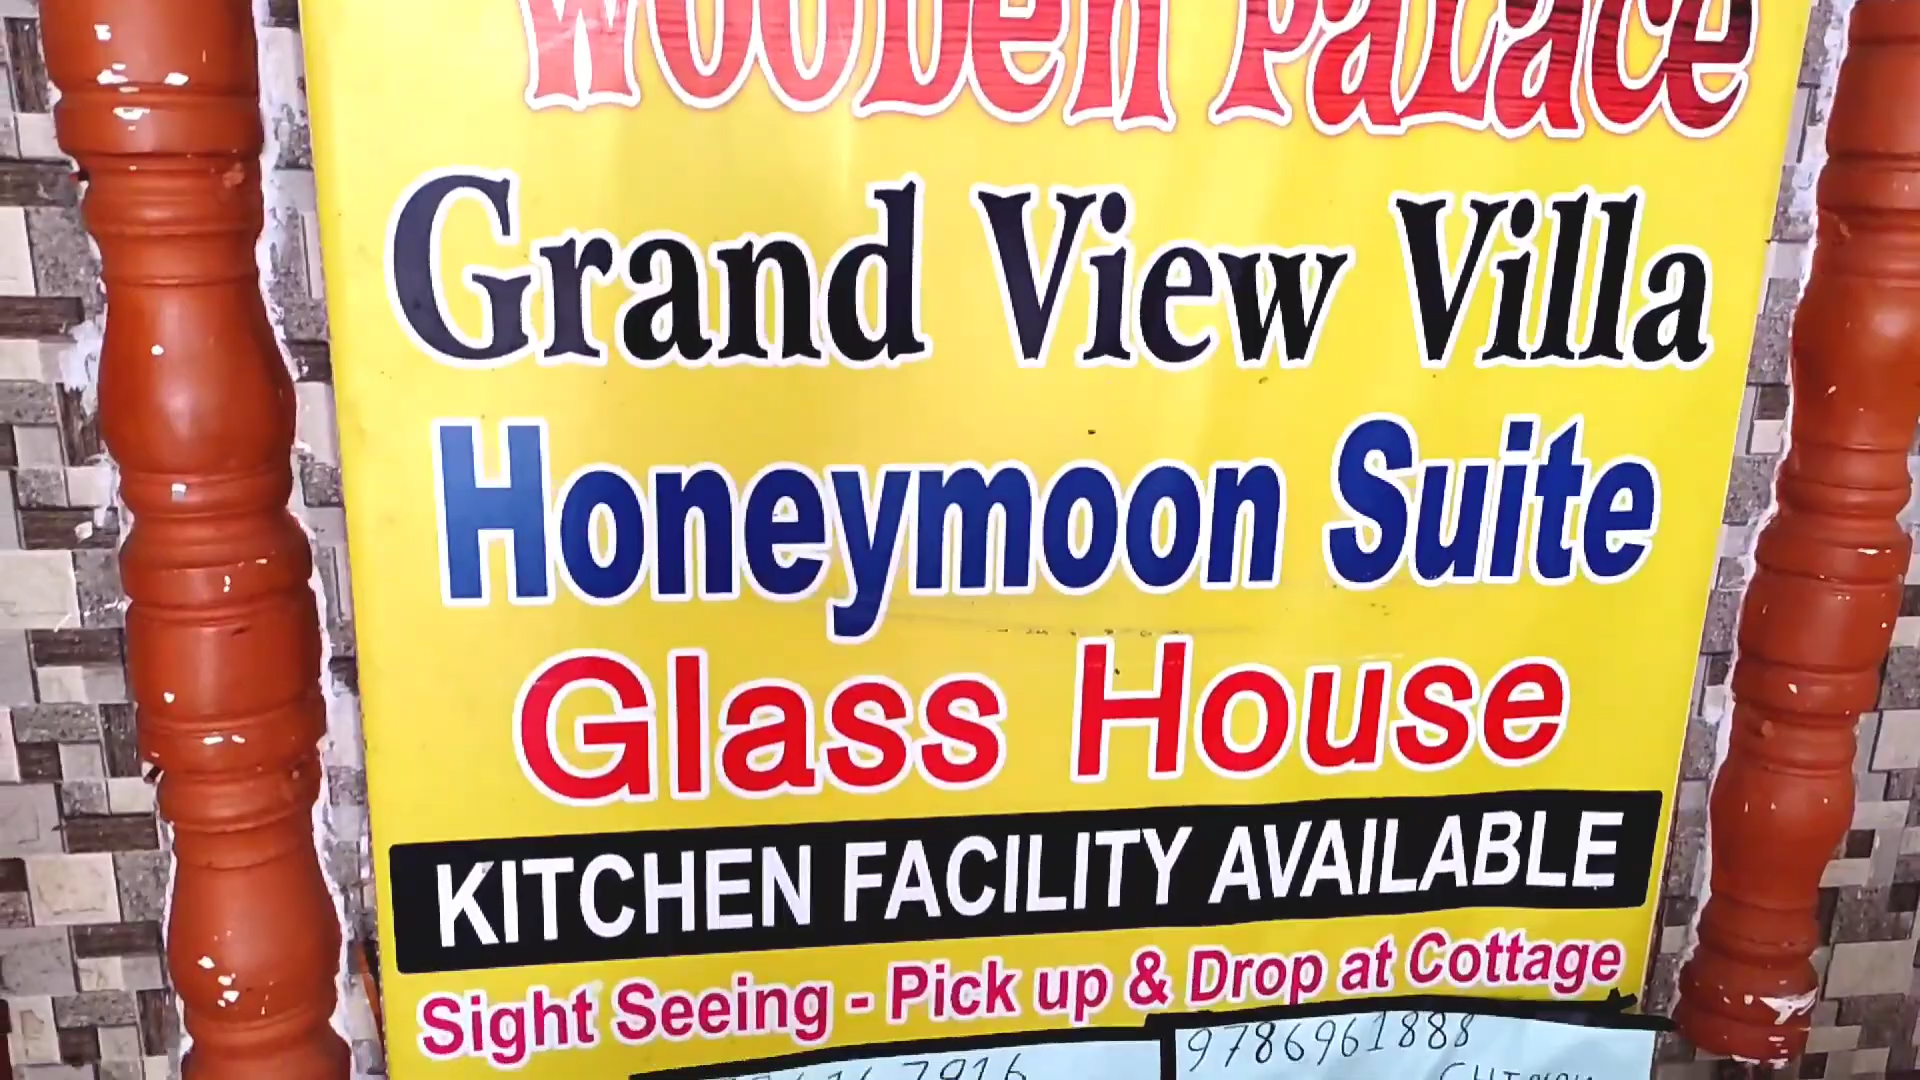 Wooden Palace
Grand View Villa
Honeymoon Suite
Glass House
KITCHEN FACILITY AVAILABLE
Sight Seeing - Pick up & Drop at Cottage
9786961888